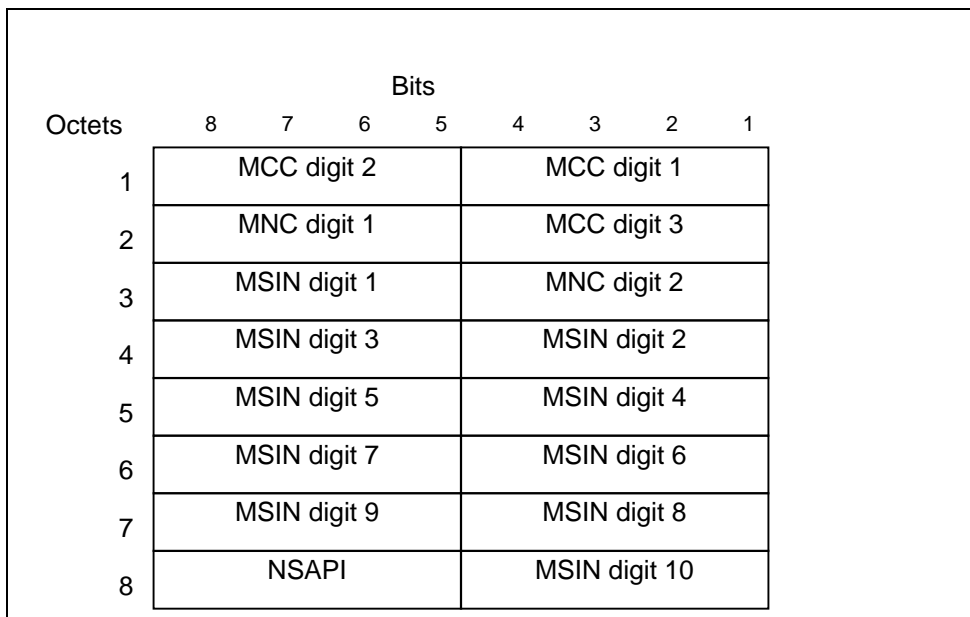 Bits
Octets 8 7 6 5 4 3 2 1
1 MCC digit 2 MCC digit 1
2 MNC digit 1 MCC digit 3
3 MSIN digit 1 MNC digit 2
4 MSIN digit 3 MSIN digit 2
5 MSIN digit 5 MSIN digit 4
6 MSIN digit 7 MSIN digit 6
7 MSIN digit 9 MSIN digit 8
8 NSAPI MSIN digit 10